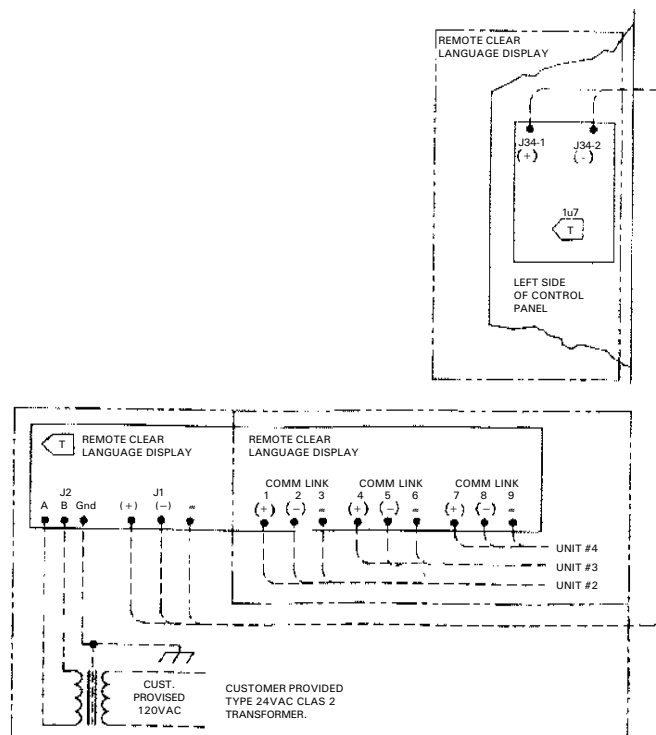 REMOTE CLEAR
LANGUAGE DISPLAY
J34-1 J34-2
(+) (-)
1u7
T
LEFT SIDE
OF CONTROL
PANEL
T
REMOTE CLEAR
LANGUAGE DISPLAY
REMOTE CLEAR
LANGUAGE DISPLAY
J2 J1
A B Gnd (+) (-)
COMM LINK COMM LINK COMM LINK
1 2 3 4 5 6 7 8 9
(+) (-) (+) (-) (+) (-)
UNIT #4
UNIT #3
UNIT #2
CUST.
PROVISED
120VAC
CUSTOMER PROVIDED
TYPE 24VAC CLAS 2
TRANSFORMER.